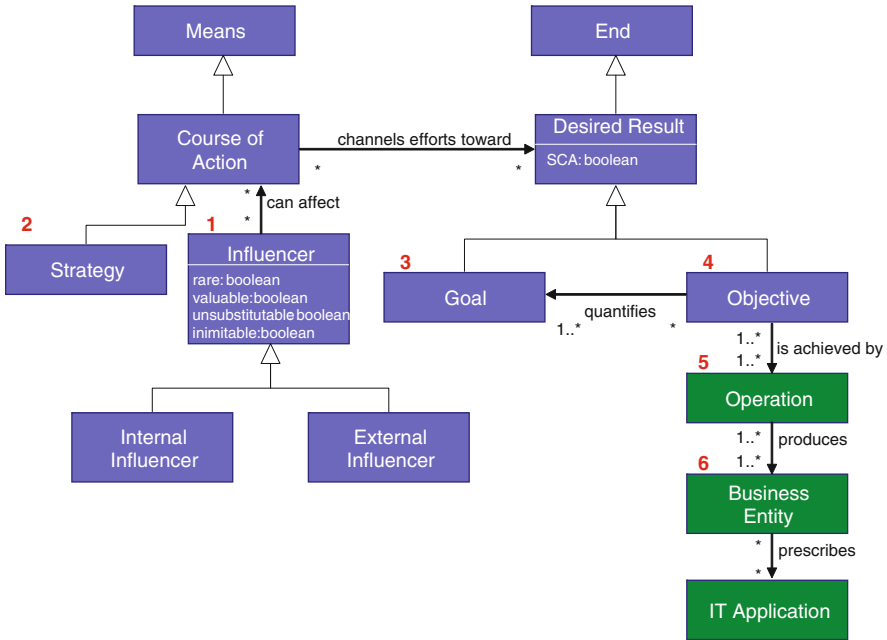 Means
End
Course of
Action
channels efforts toward
*
*
Desired Result
SCA:boolean
*
can affect
*
2
Strategy
1
Influencer
rare:boolean
valuable:boolean
unsubstitutable boolean
inimitable:boolean
3
Goal
quantifies
1..*
*
4
Objective
1..*
is achieved by
1..*
5
Operation
Internal
Influencer
External
Influencer
1..*
produces
1..*
6
Business
Entity
*
prescribes
*
IT Application